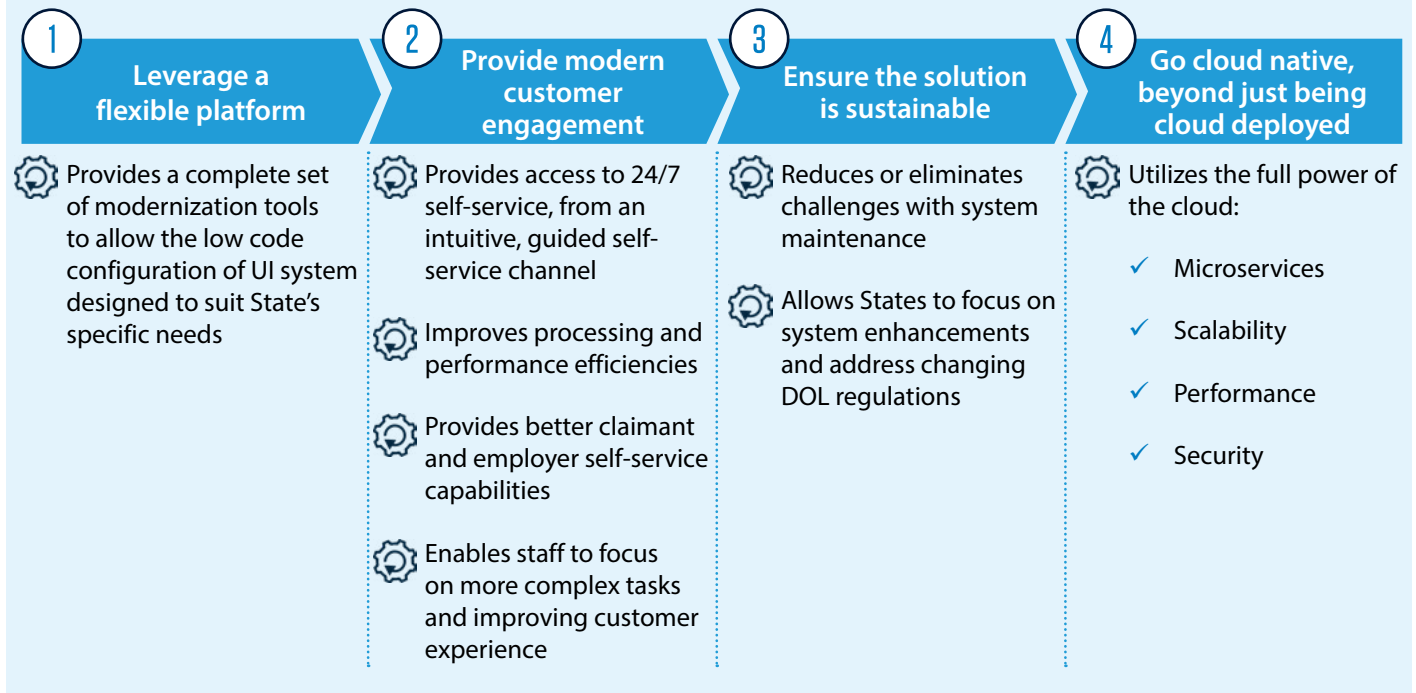 1
Leverage a
flexible platform
Provides a complete set
of modernization tools
to allow the low code
configuration of UI system
designed to suit State's
specific needs
2
Provide modern
customer
engagement
Provides access to 24/7
self-service, from an
intuitive, guided self-
service channel
Improves processing and
performance efficiencies
Provides better claimant
and employer self-service
capabilities
Enables staff to focus
on more complex tasks
and improving customer
experience
3
Ensure the solution
is sustainable
Reduces or eliminates
challenges with system
maintenance
Allows States to focus on
system enhancements
and address changing
DOL regulations
4
Go cloud native,
beyond just being
cloud deployed
Utilizes the full power of
the cloud:
✓ Microservices
✓ Scalability
✓ Performance
✓ Security